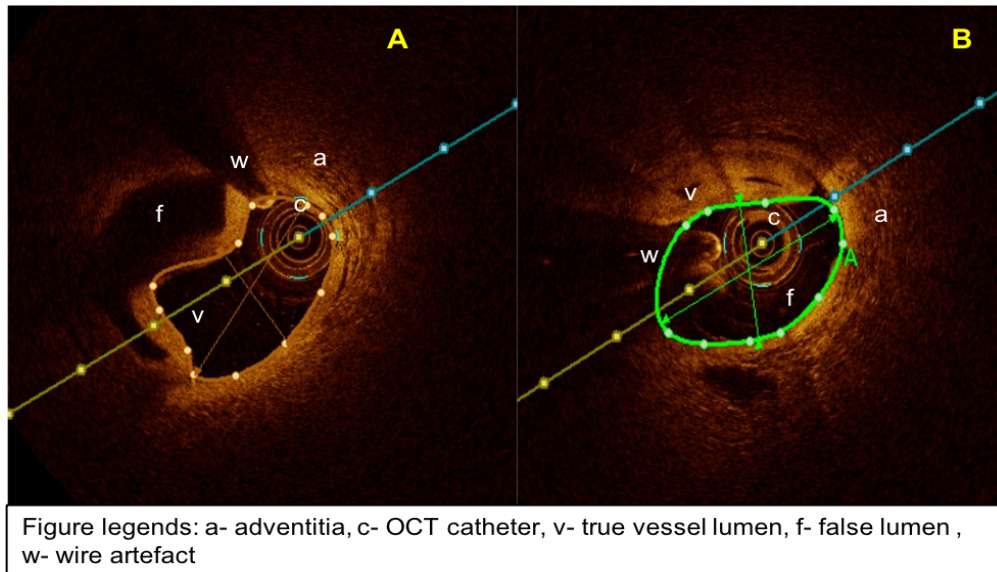 A
B
w
a
c
f
v
v
c
a
w
A
f
Figure legends: a- adventitia, c- OCT catheter, v- true vessel lumen, f- false lumen ,
w- wire artefact